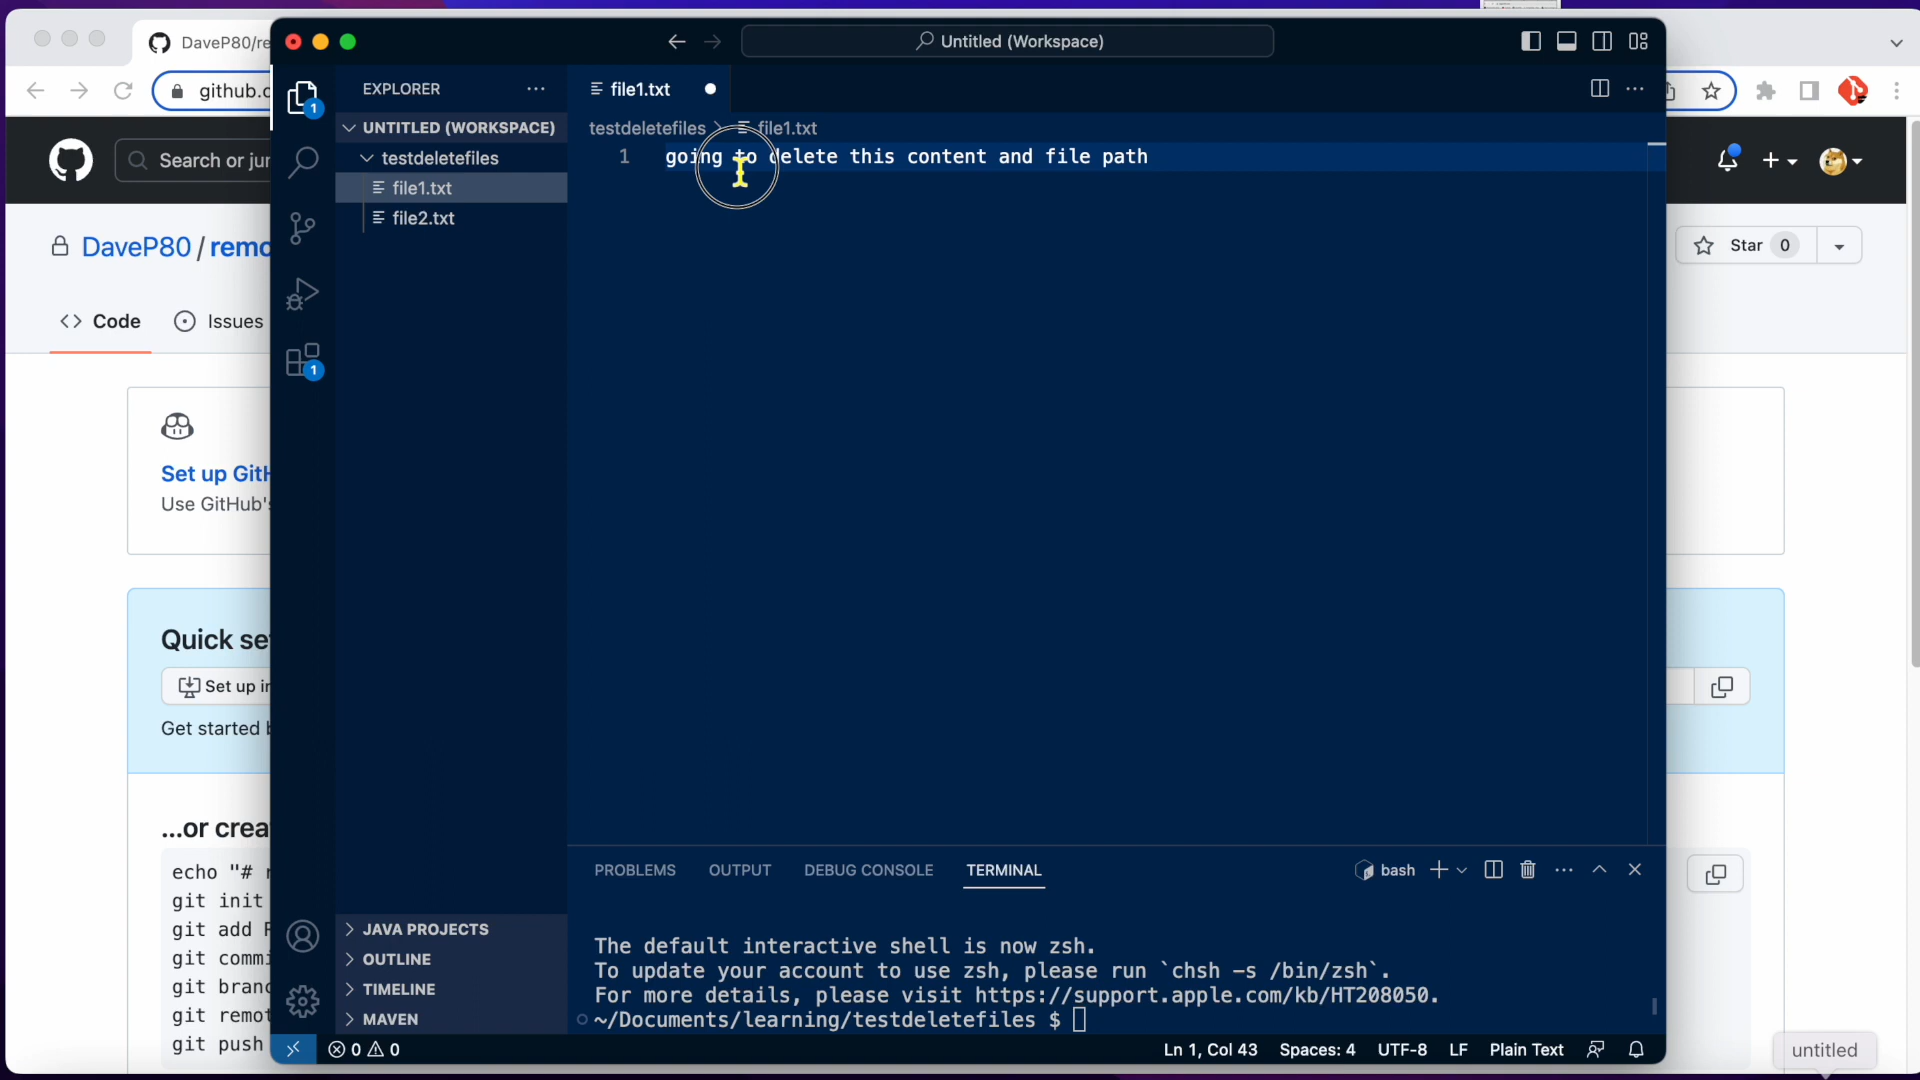 DaveP80/re
Untitled (Workspace)
github.c
EXPLORER
file1.txt
1
UNTITLED (WORKSPACE)
testdeletefiles
file1.txt
file2.txt
testdeletefiles > file1.txt
1 going to delete this content and file path
Search or jur
DaveP80 / remo
Star 0
Code
Issues
1
Set up GitH
Use GitHub's
Quick se
Set up in
Get started b
...or crea
echo "# r
git init
git add R
git commi
git branc
git remot
git push
PROBLEMS OUTPUT DEBUG CONSOLE TERMINAL
bash
JAVA PROJECTS
OUTLINE
TIMELINE
MAVEN
The default interactive shell is now zsh.
To update your account to use zsh, please run `chsh -s /bin/zsh`.
For more details, please visit https://support.apple.com/kb/HT208050.
~/Documents/learning/testdeletefiles $
0 0
Ln 1, Col 43 Spaces: 4 UTF-8 LF Plain Text
untitled